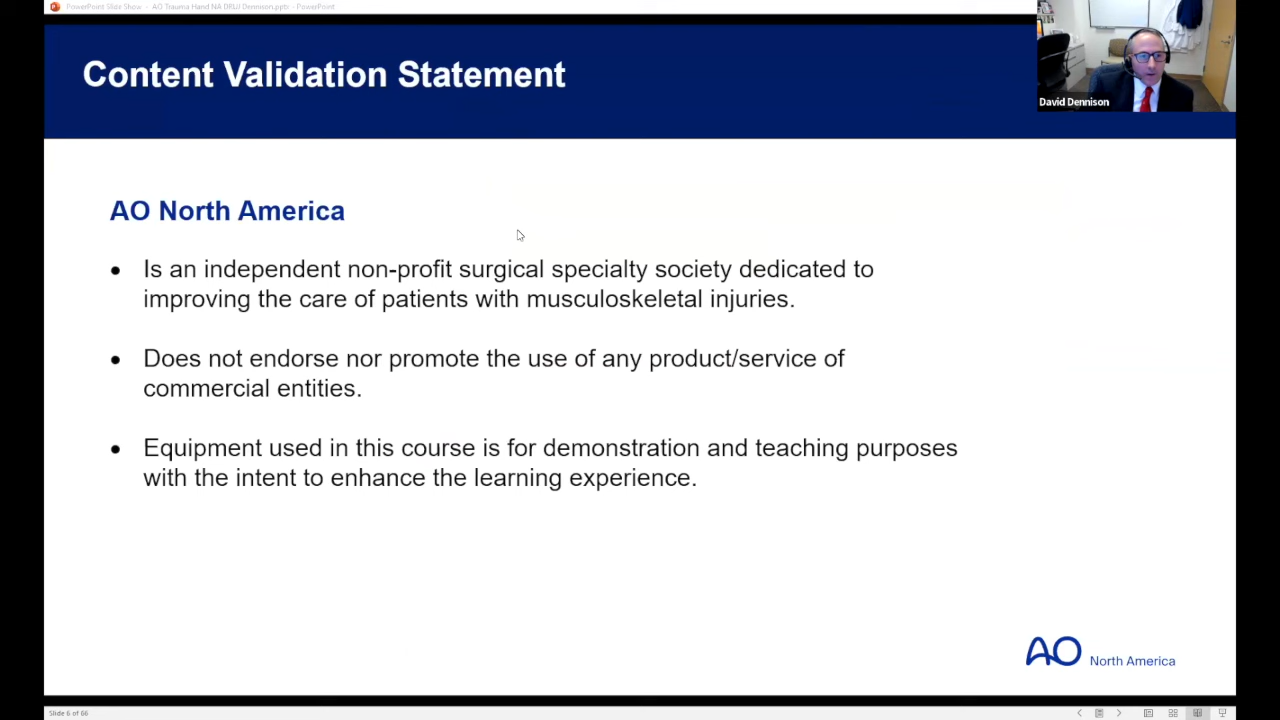 PowerPoint Slide Show - AO Trauma Hand NA DRUJ Dennison.pptx - PowerPoint
Content Validation Statement
David Dennison
AO North America
• Is an independent non-profit surgical specialty society dedicated to
improving the care of patients with musculoskeletal injuries.
• Does not endorse nor promote the use of any product/service of
commercial entities.
• Equipment used in this course is for demonstration and teaching purposes
with the intent to enhance the learning experience.
AO North America
Slide 6 of 66